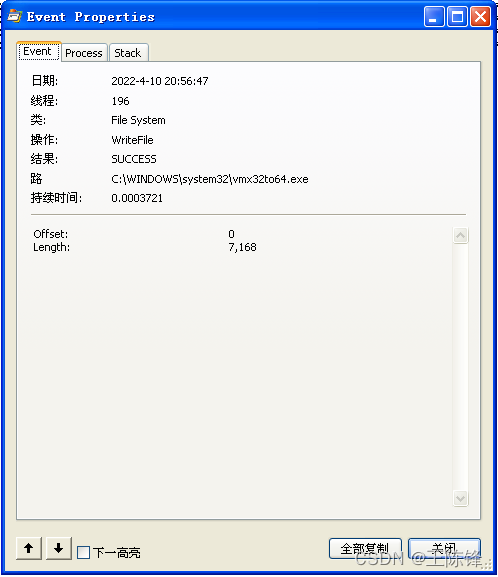 Event Properties
Event Process Stack
日期: 2022-4-10 20:56:47
线程: 196
类: File System
操作: WriteFile
结果: SUCCESS
路 C:\WINDOWS\system32\vmx32to64.exe
持续时间: 0.0003721
Offset: 0
Length: 7,168
下一高亮 全部复制 关闭
CSDN @王陈锋